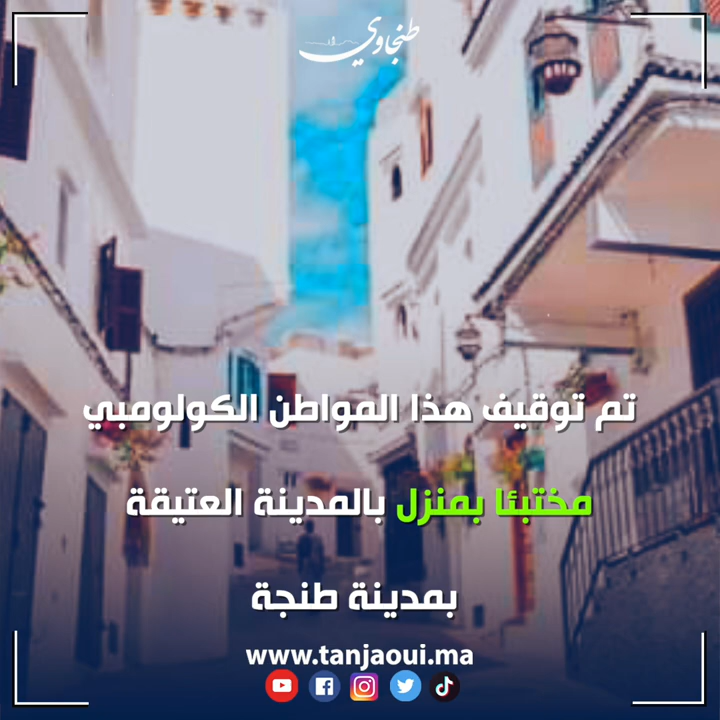 طنجاوي
تم توقيف هذا المواطن الكولومبي
مختبئا بمنزل بالمدينة العتيقة
بمدينة طنجة
www.tanjaoui.ma